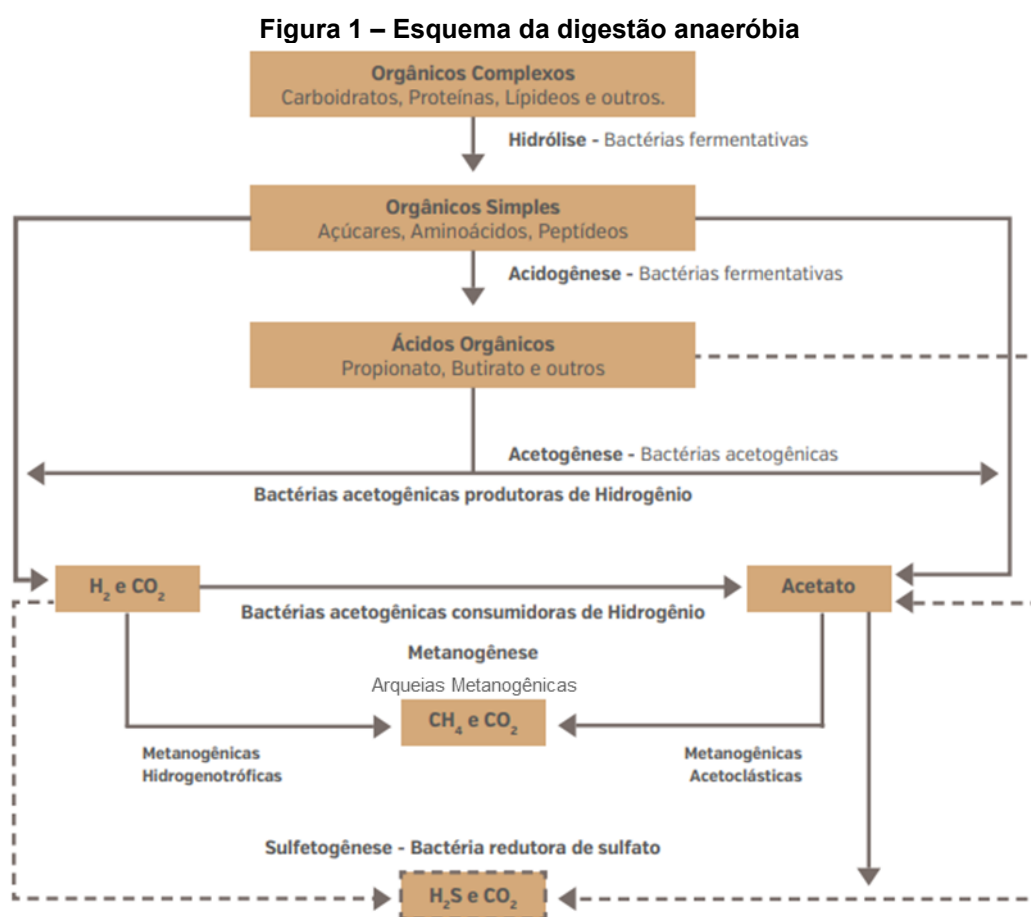 Figura 1 – Esquema da digestão anaeróbia
Orgânicos Complexos
Carboidratos, Proteínas, Lípideos e outros.
Hidrólise - Bactérias fermentativas
Orgânicos Simples
Açúcares, Aminoácidos, Peptídeos
Acidogênese - Bactérias fermentativas
Ácidos Orgânicos
Propionato, Butirato e outros
Acetogênese - Bactérias acetogênicas
Bactérias acetogênicas produtoras de Hidrogênio
H₂ e CO₂
Acetato
Bactérias acetogênicas consumidoras de Hidrogênio
Metanogênese
Arqueias Metanogênicas
CH₄ e CO₂
Metanogênicas
Hidrogenotróficas
Metanogênicas
Acetoclásticas
Sulfetogênese - Bactéria redutora de sulfato
H₂S e CO₂